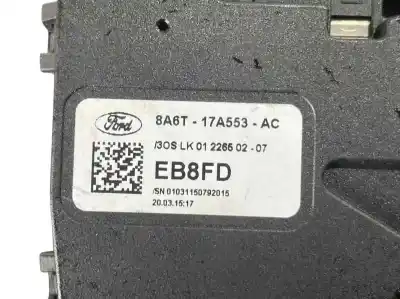 Ford
8A6T - 17A553 - AC
/3OS LK 01 2265 02 - 07
EB8FD
/SN 01031150792015
20.03.15:17